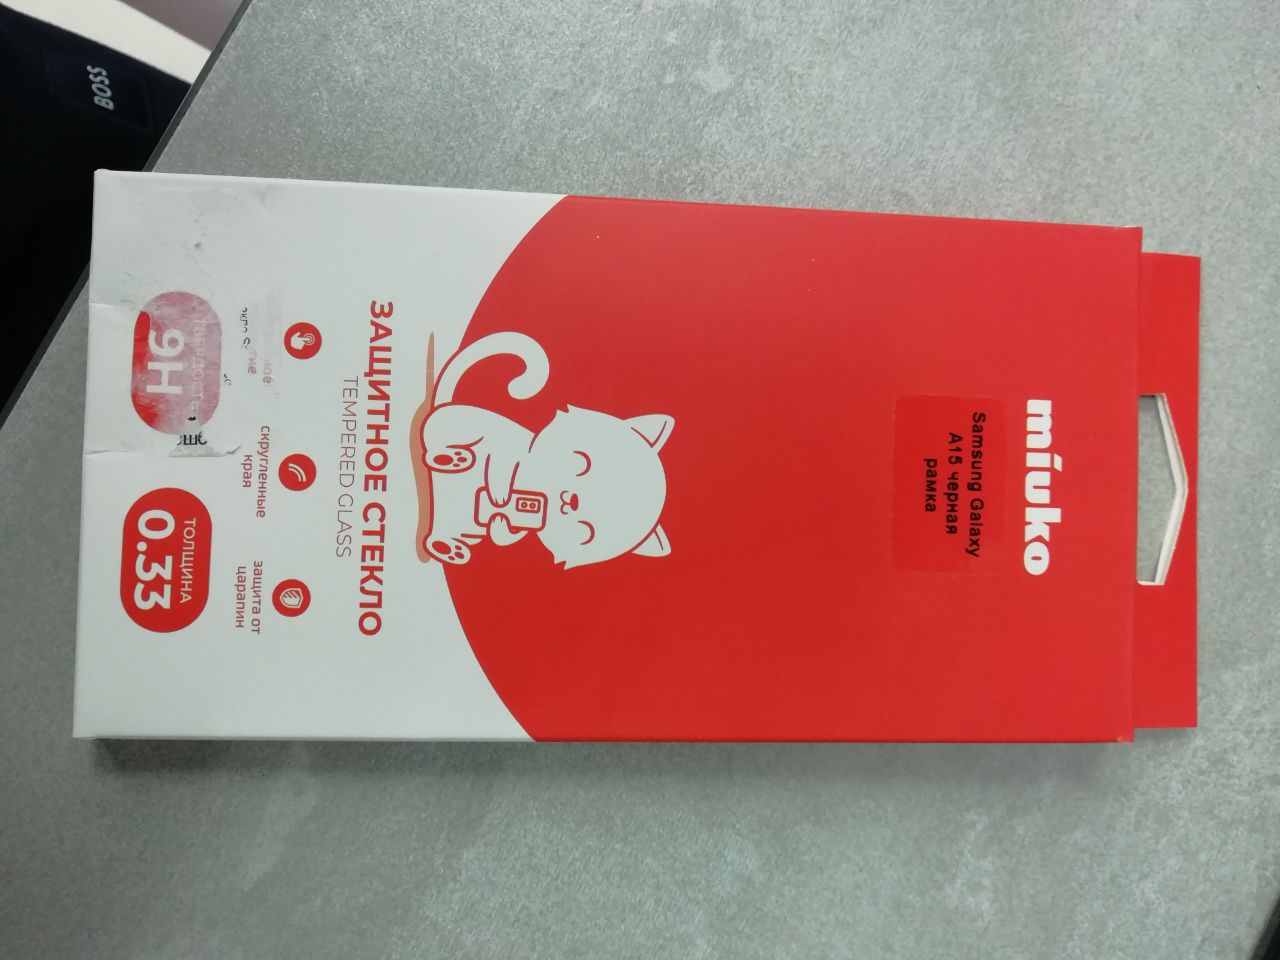 BOSS
miuko
Samsung Galaxy
A15 черная
рамка
ЗАЩИТНОЕ СТЕКЛО
TEMPERED GLASS
скругленные
края
защита от
царапин
9H
ТОЛЩИНА
0.33